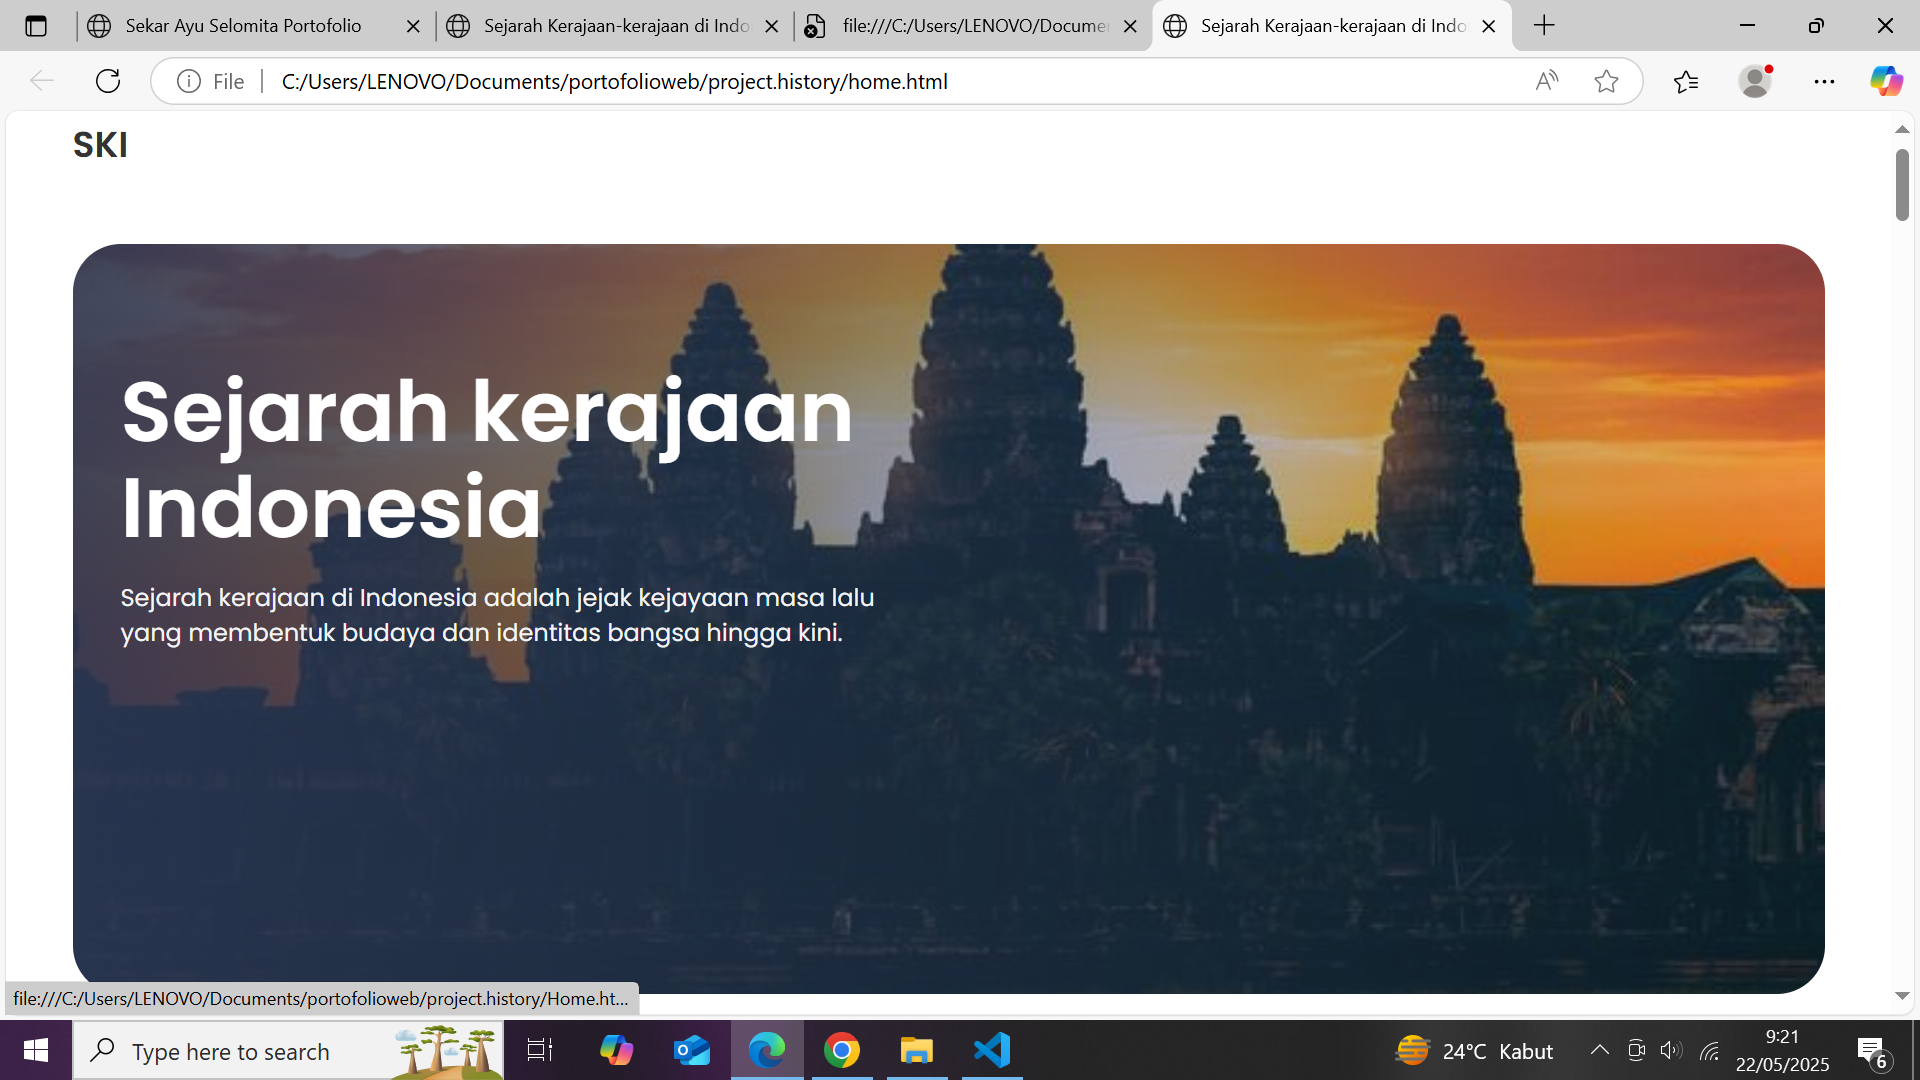 Sekar Ayu Selomita Portofolio
Sejarah Kerajaan-kerajaan di Indo
file:///C:/Users/LENOVO/Documen
Sejarah Kerajaan-kerajaan di Indo
File
C:/Users/LENOVO/Documents/portofolioweb/project.history/home.html
SKI
Sejarah kerajaan
Indonesia
Sejarah kerajaan di Indonesia adalah jejak kejayaan masa lalu
yang membentuk budaya dan identitas bangsa hingga kini.
file:///C:/Users/LENOVO/Documents/portofolioweb/project.history/Home.ht...
Type here to search
24°C Kabut
9:21
22/05/2025
6